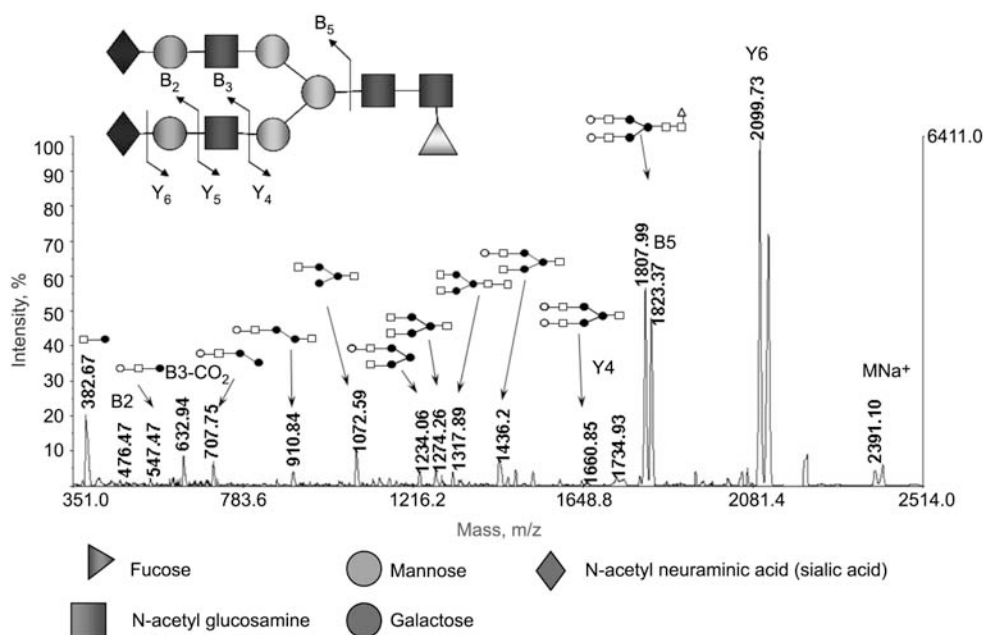 B5
B2
B3
Y6
Y5
Y4
Y6
2099.73
100
90
80
70
60
50
40
30
20
10
Intensity, %
6411.0
1807.99
B5
1823.37
382.67
B2
476.47
547.47
B3-CO2
632.94
707.75
910.84
1072.59
1234.06
1274.26
1317.89
1436.2
Y4
1660.85
1734.93
MNa+
2391.10
351.0
783.6
1216.2
1648.8
2081.4
2514.0
Mass, m/z
Fucose
Mannose
N-acetyl neuraminic acid (sialic acid)
N-acetyl glucosamine
Galactose